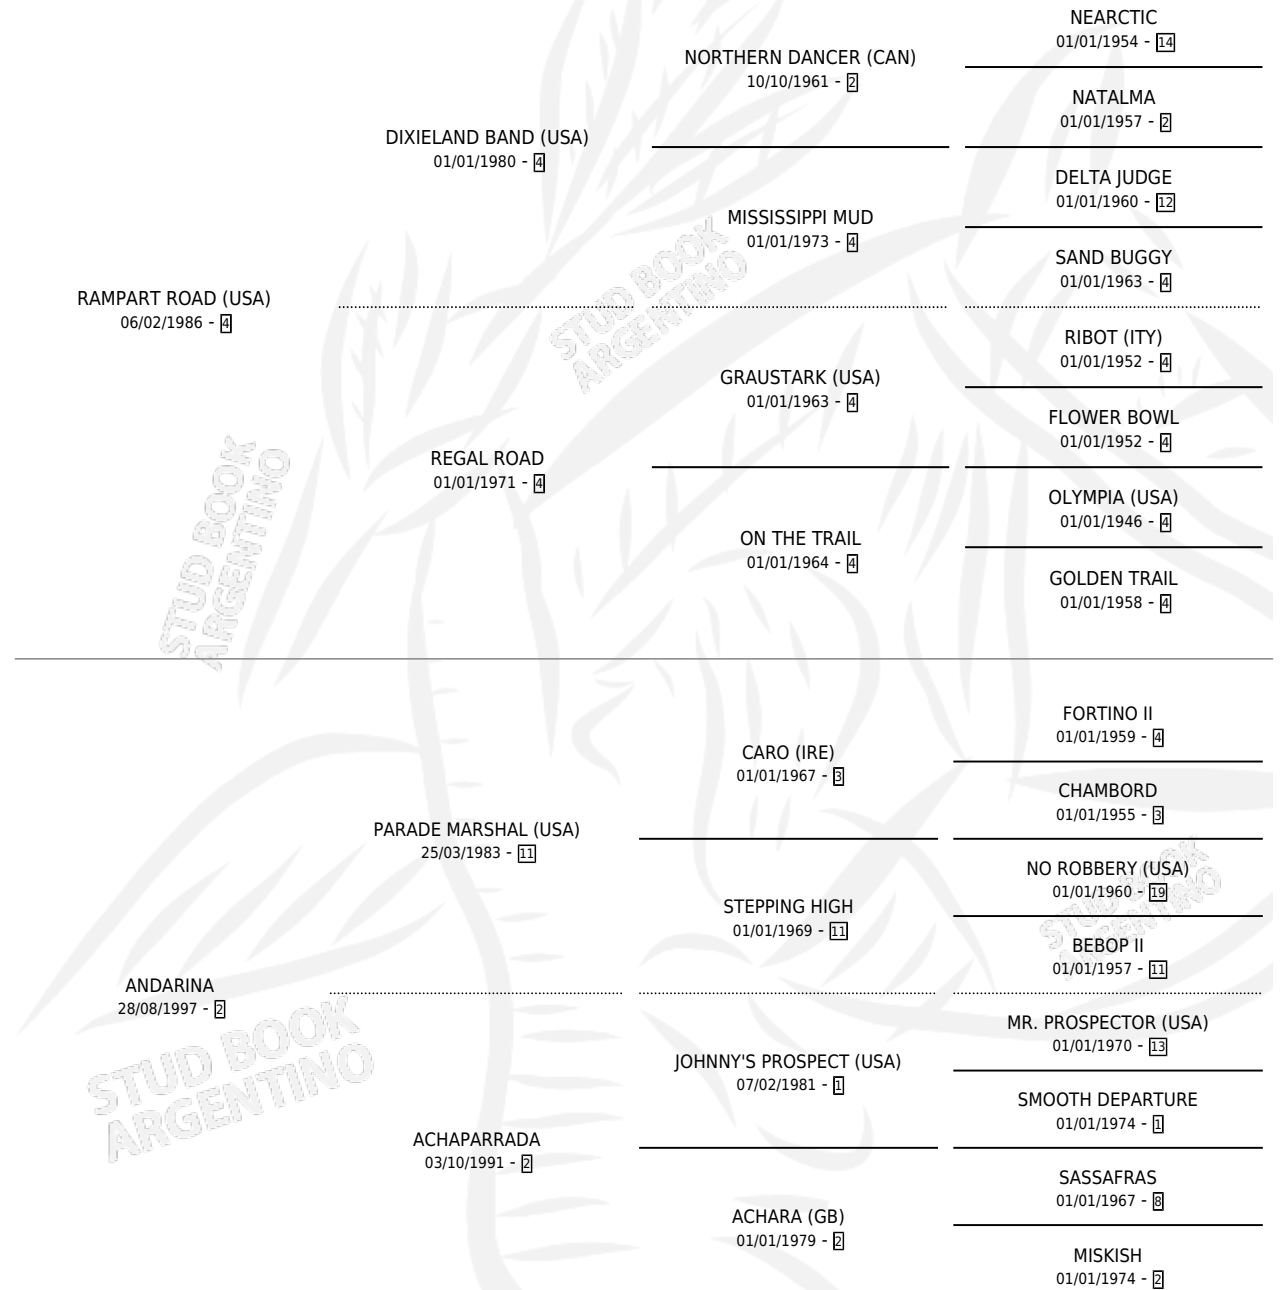 NEARCTIC
01/01/1954 - 14
NORTHERN DANCER (CAN)
10/10/1961 - 2
NATALMA
01/01/1957 - 2
DIXIELAND BAND (USA)
01/01/1980 - 4
DELTA JUDGE
01/01/1960 - 12
MISSISSIPPI MUD
01/01/1973 - 4
SAND BUGGY
01/01/1963 - 4
RAMPART ROAD (USA)
06/02/1986 - 4
RIBOT (ITY)
01/01/1952 - 4
GRAUSTARK (USA)
01/01/1963 - 4
FLOWER BOWL
01/01/1952 - 4
REGAL ROAD
01/01/1971 - 4
OLYMPIA (USA)
01/01/1946 - 4
ON THE TRAIL
01/01/1964 - 4
GOLDEN TRAIL
01/01/1958 - 4
FORTINO II
01/01/1959 - 4
CARO (IRE)
01/01/1967 - 3
CHAMBORD
01/01/1955 - 3
PARADE MARSHAL (USA)
25/03/1983 - 11
NO ROBBERY (USA)
01/01/1960 - 19
STEPPING HIGH
01/01/1969 - 11
BEBOP II
01/01/1957 - 11
ANDARINA
28/08/1997 - 2
MR. PROSPECTOR (USA)
01/01/1970 - 13
JOHNNY'S PROSPECT (USA)
07/02/1981 - 1
SMOOTH DEPARTURE
01/01/1974 - 1
ACHAPARRADA
03/10/1991 - 2
SASSAFRAS
01/01/1967 - 8
ACHARA (GB)
01/01/1979 - 2
MISKISH
01/01/1974 - 2
STUD BOOK
ARGENTINO
STUD BOOK
ARGENTINO
STUD BOOK
ARGENTINO
STUD BOOK
ARGENTINO